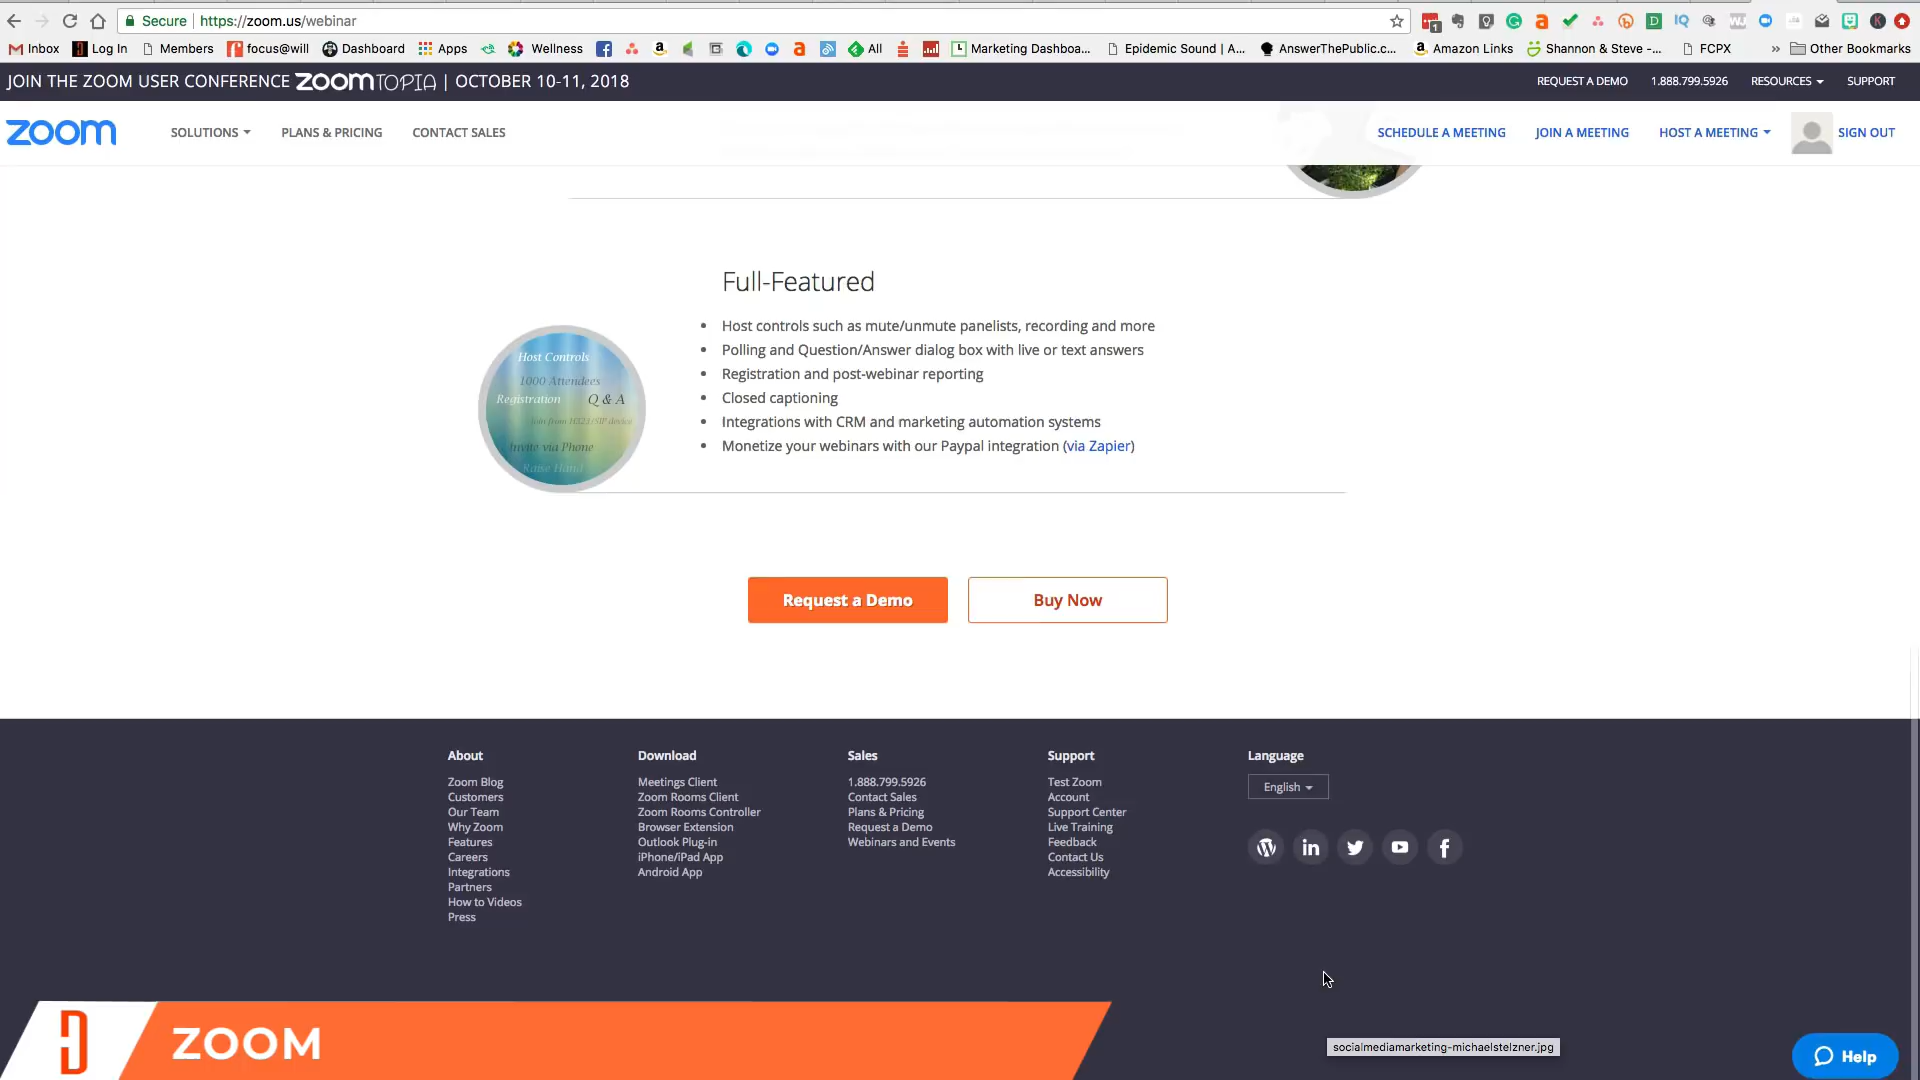 Secure https://zoom.us/webinar
Inbox Log In Members focus@will Dashboard Apps Wellness All Marketing Dashboa... Epidemic Sound | A... AnswerThePublic.c... Amazon Links Shannon & Steve -... FCPX » Other Bookmarks
JOIN THE ZOOM USER CONFERENCE ZOOMTOPIA | OCTOBER 10-11, 2018 REQUEST A DEMO 1.888.799.5926 RESOURCES SUPPORT
zoom SOLUTIONS PLANS & PRICING CONTACT SALES SCHEDULE A MEETING JOIN A MEETING HOST A MEETING SIGN OUT
Full-Featured
Host controls such as mute/unmute panelists, recording and more
Polling and Question/Answer dialog box with live or text answers
Registration and post-webinar reporting
Closed captioning
Integrations with CRM and marketing automation systems
Monetize your webinars with our Paypal integration (via Zapier)
Host Controls
1000 Attendees
Registration Q & A
Join from H323/SIP device
Invite via Phone
Raise Hand
Request a Demo Buy Now
About
Zoom Blog
Customers
Our Team
Why Zoom
Features
Careers
Integrations
Partners
How to Videos
Press
Download
Meetings Client
Zoom Rooms Client
Zoom Rooms Controller
Browser Extension
Outlook Plug-in
iPhone/iPad App
Android App
Sales
1.888.799.5926
Contact Sales
Plans & Pricing
Request a Demo
Webinars and Events
Support
Test Zoom
Account
Support Center
Live Training
Feedback
Contact Us
Accessibility
Language
English
ZOOM
socialmediamarketing-michaelstelzner.jpg
Help